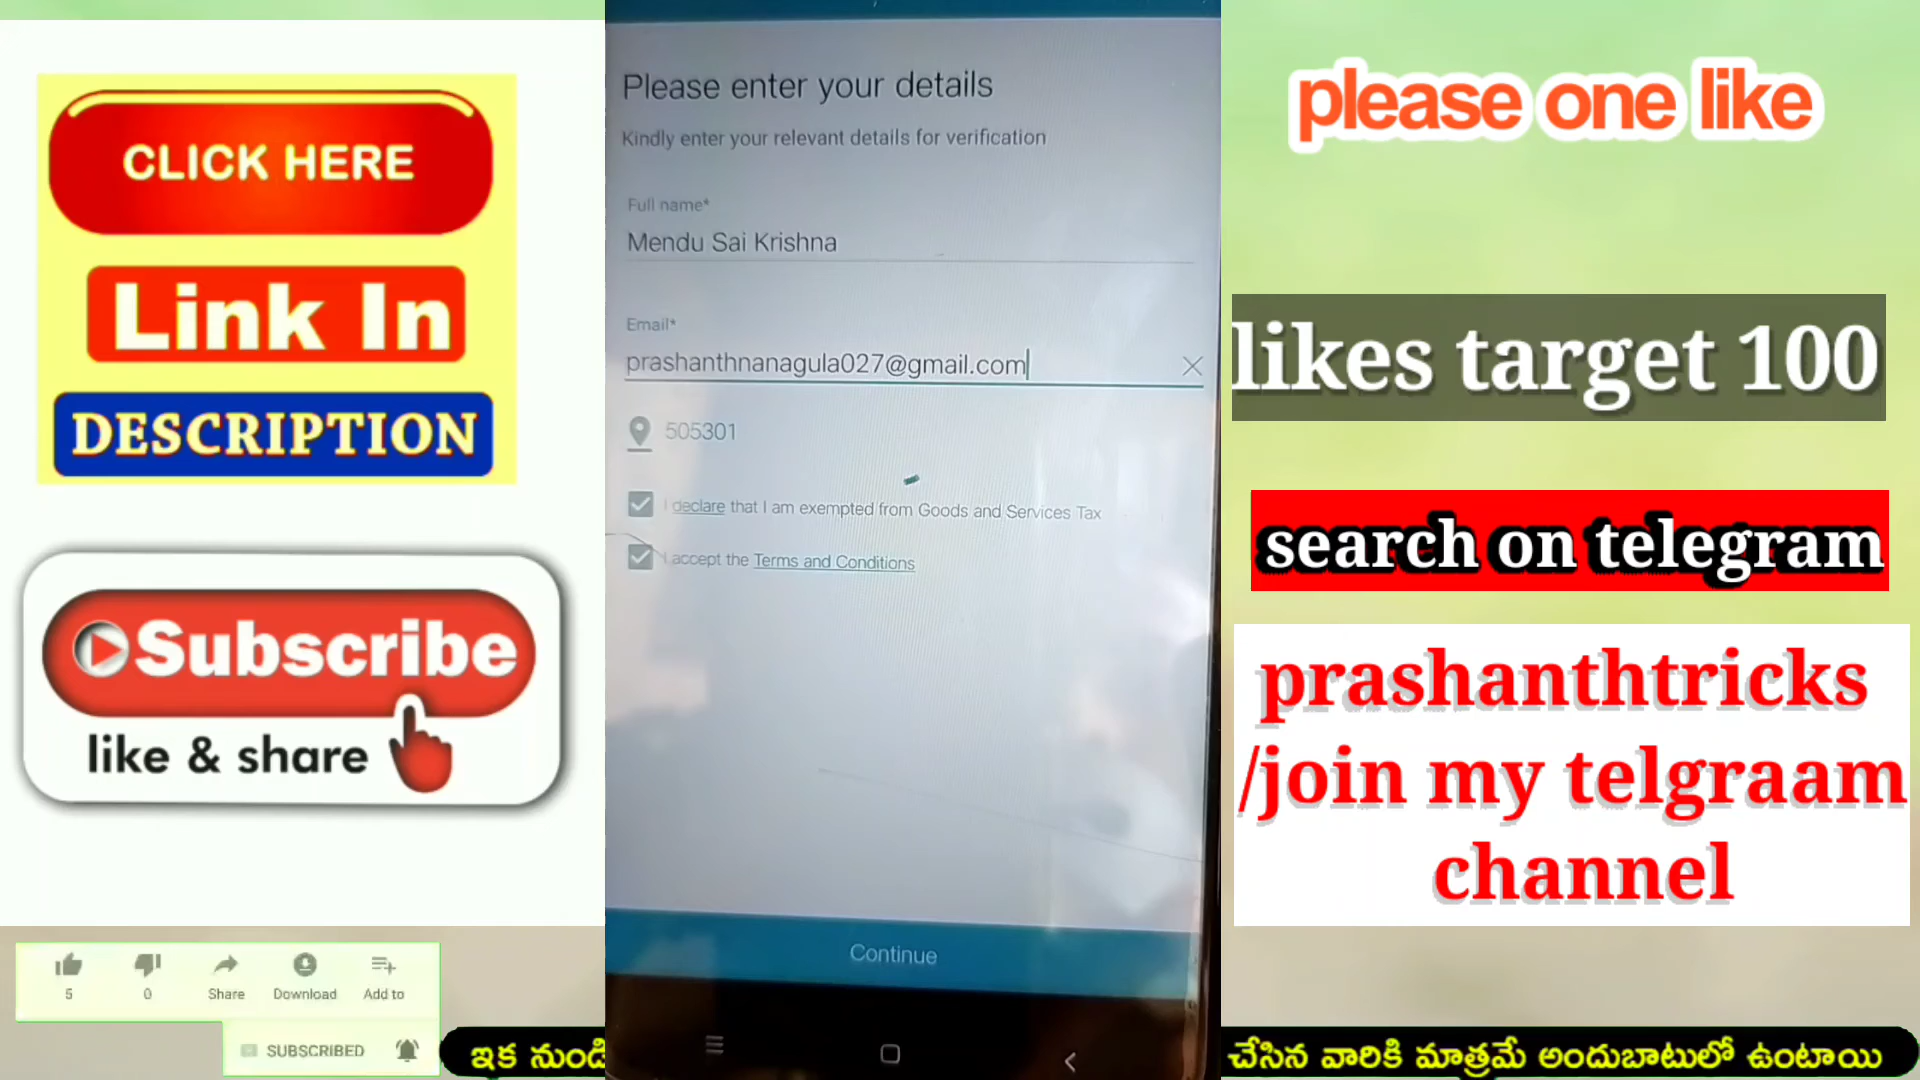 CLICK HERE
Link In
DESCRIPTION
Subscribe
like & share
5
0
Share
Download
Add to
SUBSCRIBED
Please enter your details
Kindly enter your relevant details for verification
Full name*
Mendu Sai Krishna
Email*
prashanthnanagula027@gmail.com
505301
I declare that I am exempted from Goods and Services Tax
I accept the Terms and Conditions
Continue
please one like
likes target 100
search on telegram
prashanthtricks
/join my telgraam
channel
ఇక నుండి
చేసిన వారికి మాత్రమే అందుబాటులో ఉంటాయి